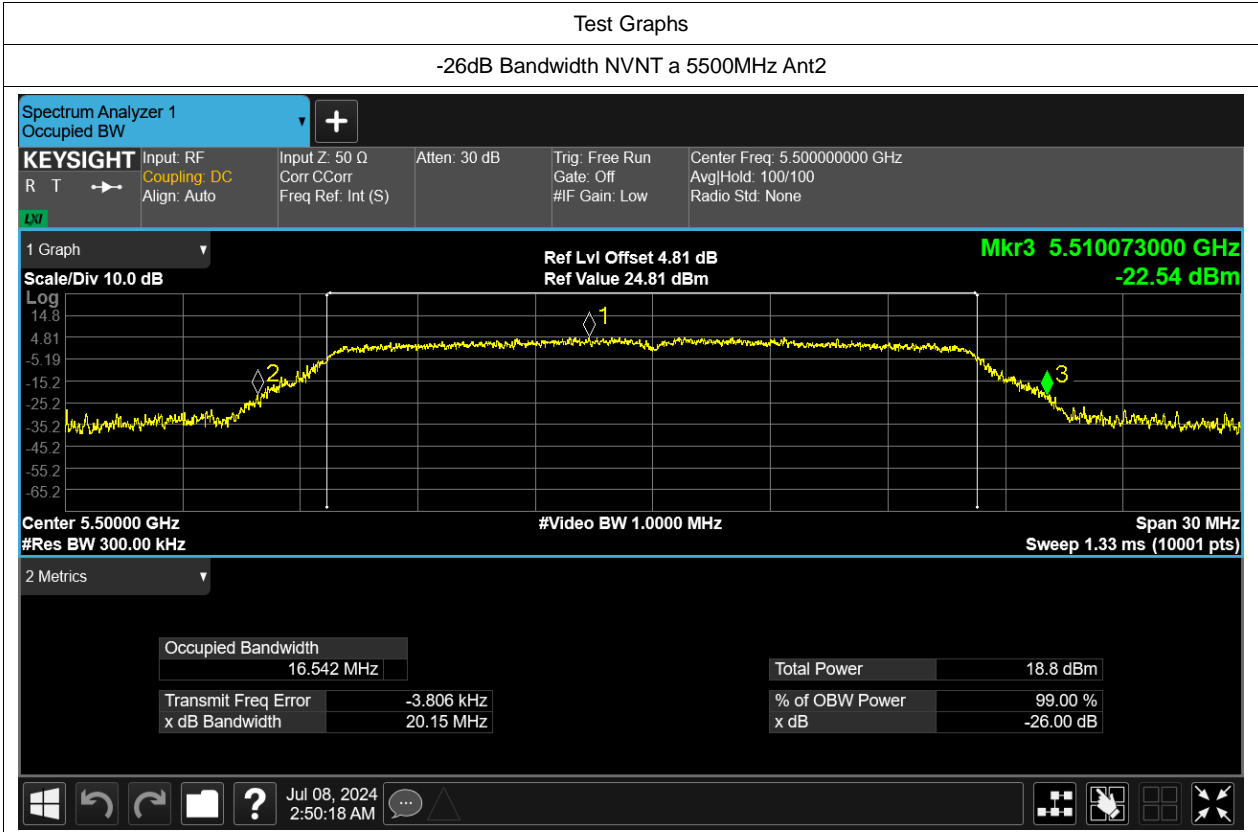 Test Graphs
-26dB Bandwidth NVNT a 5500MHz Ant2
Spectrum Analyzer 1
Occupied BW
KEYSIGHT
R T
LXI
Input: RF
Coupling: DC
Align: Auto
Input Z: 50 Ω
Corr CCorr
Freq Ref: Int (S)
Atten: 30 dB
Trig: Free Run
Gate: Off
#IF Gain: Low
Center Freq: 5.500000000 GHz
Avg|Hold: 100/100
Radio Std: None
1 Graph
Scale/Div 10.0 dB
Ref Lvl Offset 4.81 dB
Ref Value 24.81 dBm
Mkr3 5.510073000 GHz
-22.54 dBm
Log
14.8
4.81
-5.19
-15.2
-25.2
-35.2
-45.2
-55.2
-65.2
1
2
3
Center 5.50000 GHz
#Res BW 300.00 kHz
#Video BW 1.0000 MHz
Span 30 MHz
Sweep 1.33 ms (10001 pts)
2 Metrics
Occupied Bandwidth
16.542 MHz
Transmit Freq Error -3.806 kHz
x dB Bandwidth 20.15 MHz
Total Power 18.8 dBm
% of OBW Power 99.00 %
x dB -26.00 dB
?
Jul 08, 2024
2:50:18 AM